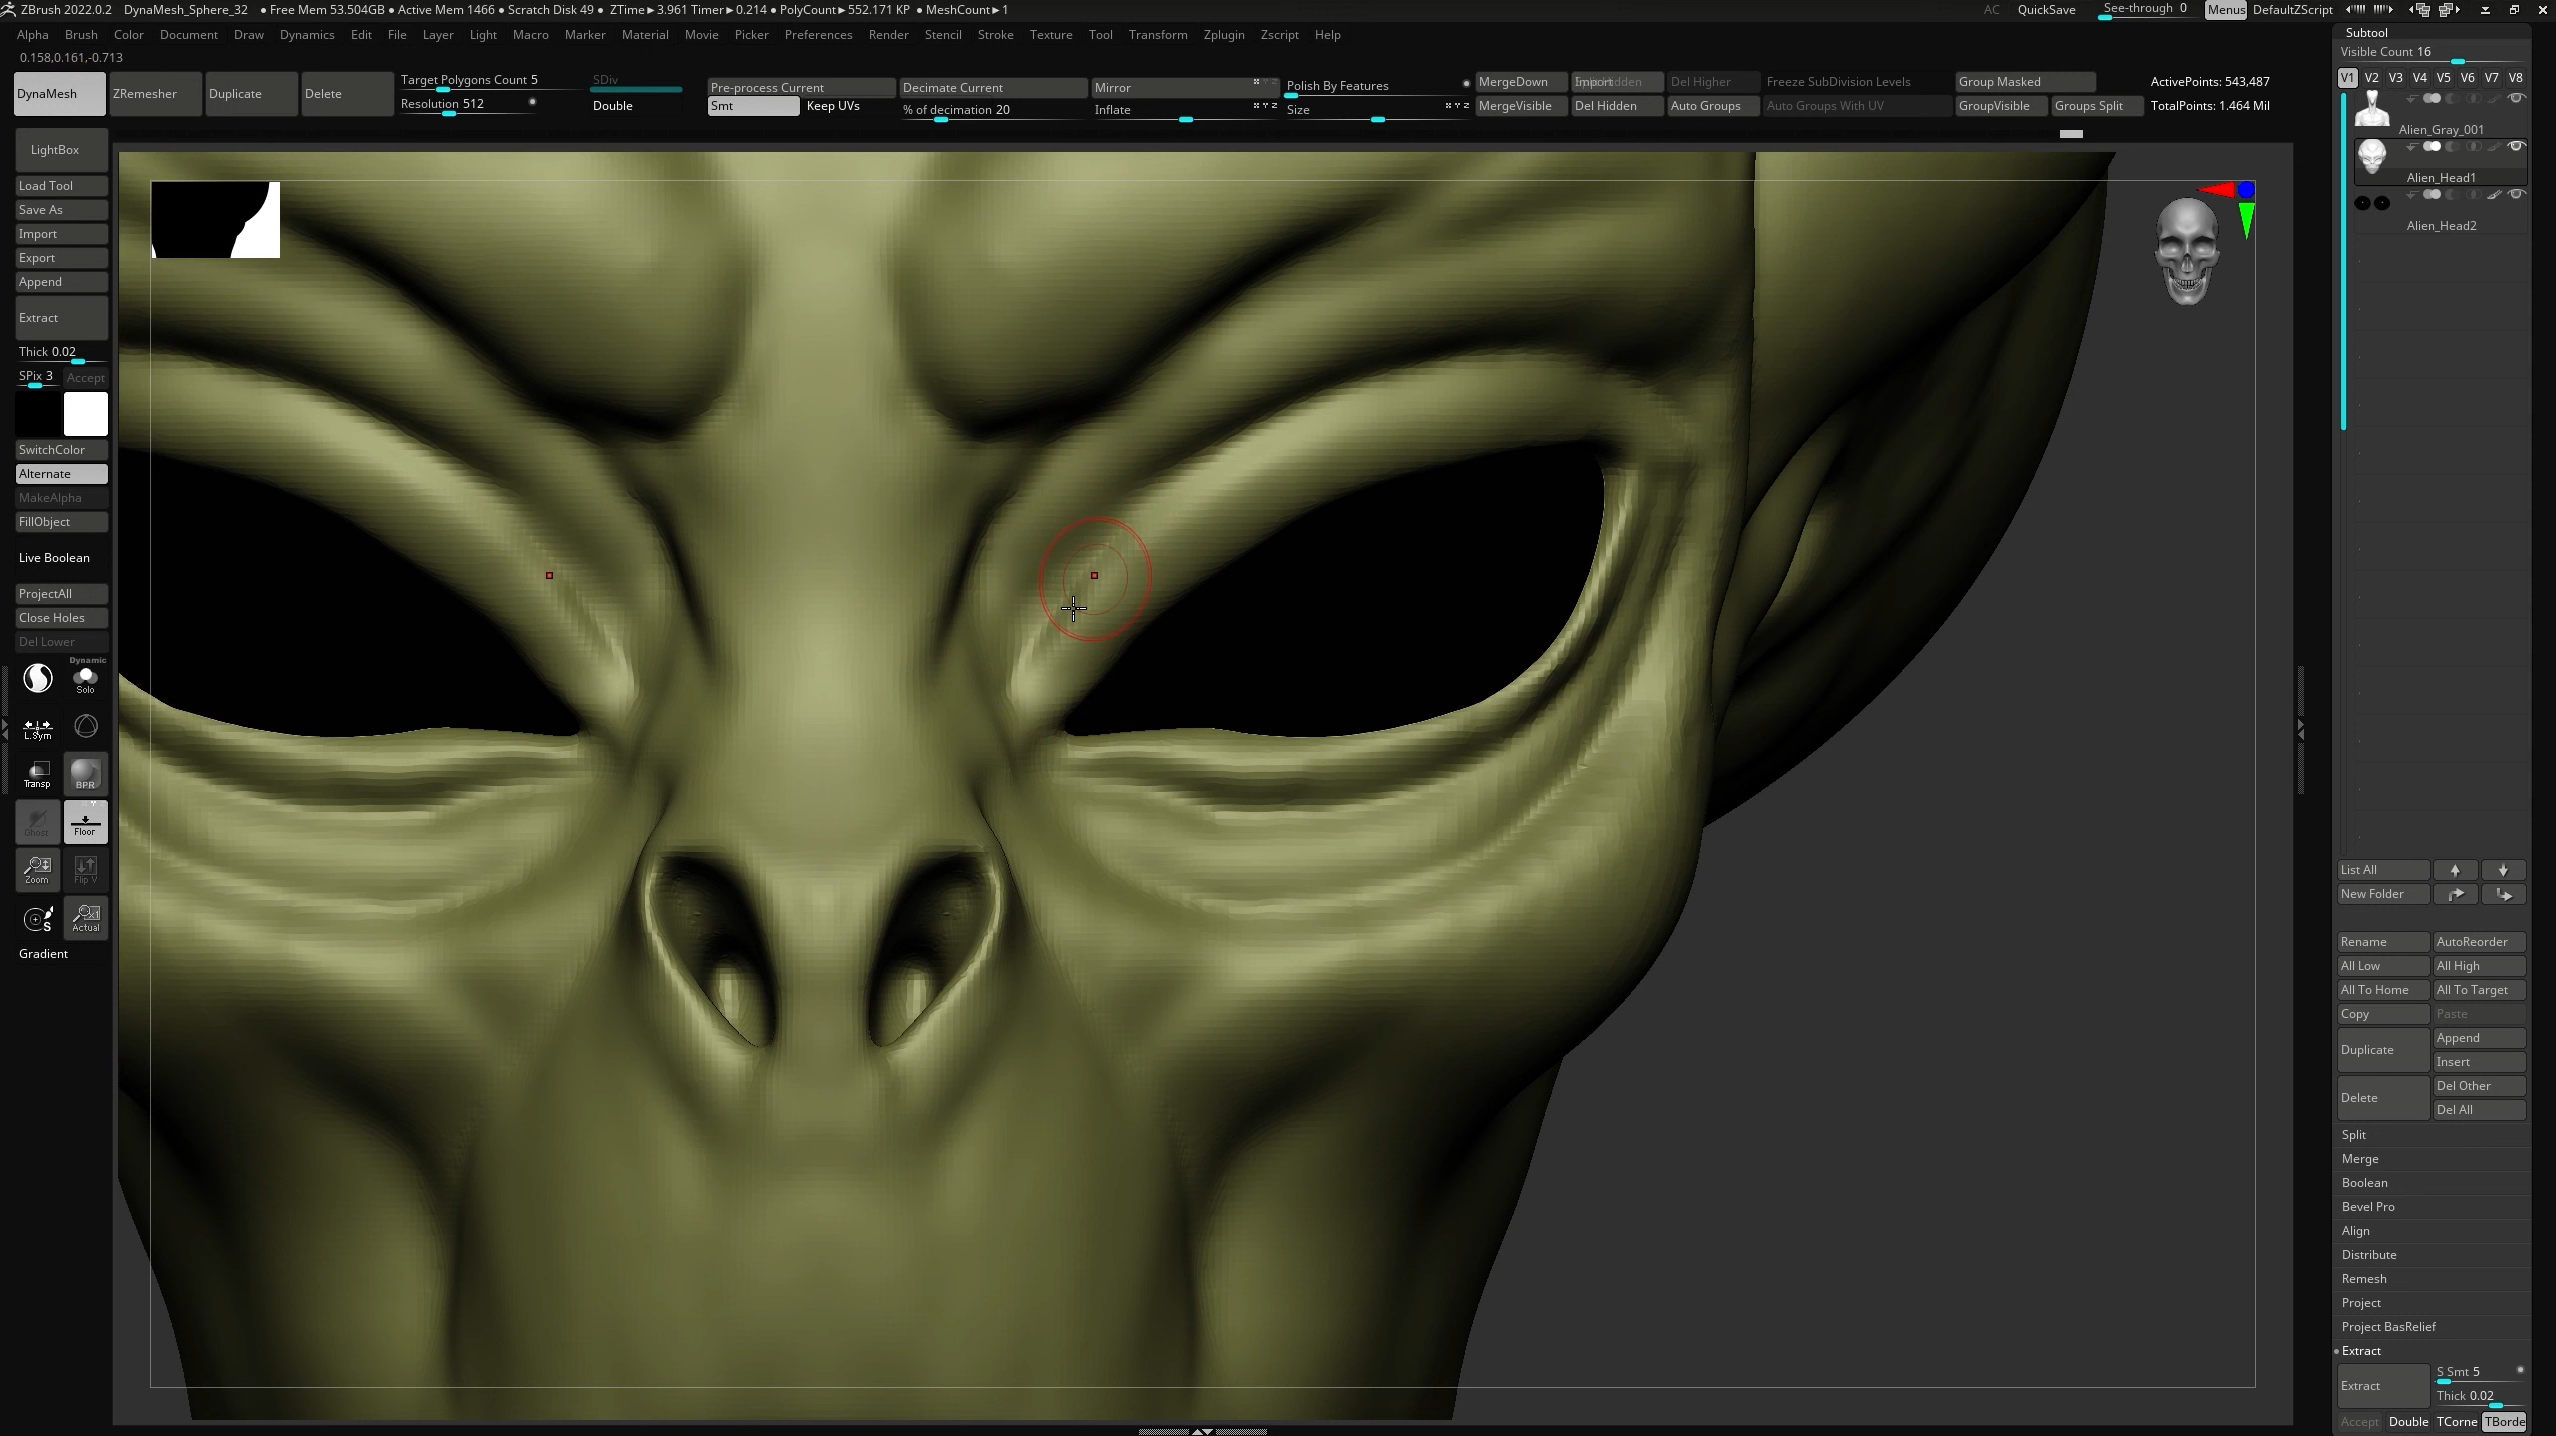 ZBrush 2022.0.2 DynaMesh_Sphere_32 ● Free Mem 53.504GB ● Active Mem 1466 ● Scratch Disk 49 ● ZTime►3.961 Timer►0.214 ● PolyCount►552.171 KP ● MeshCount►1 AC QuickSave See-through 0 Menus DefaultZScript
Alpha Brush Color Document Draw Dynamics Edit File Layer Light Macro Marker Material Movie Picker Preferences Render Stencil Stroke Texture Tool Transform Zplugin Zscript Help
0.158,0.161,-0.713
DynaMesh ZRemesher Duplicate Delete
Target Polygons Count 5
Resolution 512
SDiv
Double
Pre-process Current
Smt Keep UVs
Decimate Current
% of decimation 20
Mirror
Inflate
Polish By Features
Size
MergeDown Import Del Higher Freeze SubDivision Levels Group Masked
MergeVisible Del Hidden Auto Groups Auto Groups With UV GroupVisible Groups Split
ActivePoints: 543,487
TotalPoints: 1.464 Mil
LightBox
Load Tool
Save As
Import
Export
Append
Extract
Thick 0.02
SPix 3 Accept
SwitchColor
Alternate
MakeAlpha
FillObject
Live Boolean
ProjectAll
Close Holes
Del Lower
Dynamic
Solo
L.Sym
Transp BPR
Ghost Floor
Zoom Flip V
S Actual
Gradient
Subtool
Visible Count 16
V1 V2 V3 V4 V5 V6 V7 V8
Alien_Gray_001
Alien_Head1
Alien_Head2
List All
New Folder
Rename AutoReorder
All Low All High
All To Home All To Target
Copy Paste
Duplicate Append
Insert
Delete Del Other
Del All
Split
Merge
Boolean
Bevel Pro
Align
Distribute
Remesh
Project
Project BasRelief
Extract
Extract S Smt 5
Thick 0.02
Accept Double TCorne TBorde